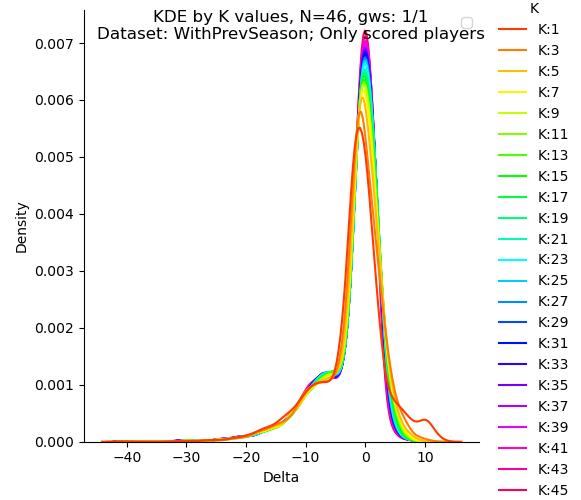 KDE by K values, N=46, gws: 1/1
Dataset: WithPrevSeason; Only scored players
K
K:1
K:3
K:5
K:7
K:9
K:11
K:13
K:15
K:17
K:19
K:21
K:23
K:25
K:27
K:29
K:31
K:33
K:35
K:37
K:39
K:41
K:43
K:45
0.007
0.006
0.005
0.004
0.003
0.002
0.001
0.000
Density
−40 −30 −20 −10 0 10
Delta